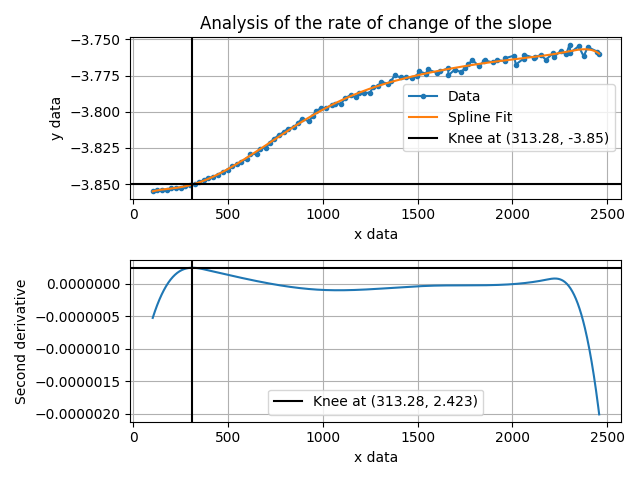 Analysis of the rate of change of the slope
−3.750
−3.775
−3.800
−3.825
−3.850
y data
Data
Spline Fit
Knee at (313.28, -3.85)
0 500 1000 1500 2000 2500
x data
0.0000000
−0.0000005
−0.0000010
−0.0000015
−0.0000020
Second derivative
Knee at (313.28, 2.423)
0 500 1000 1500 2000 2500
x data